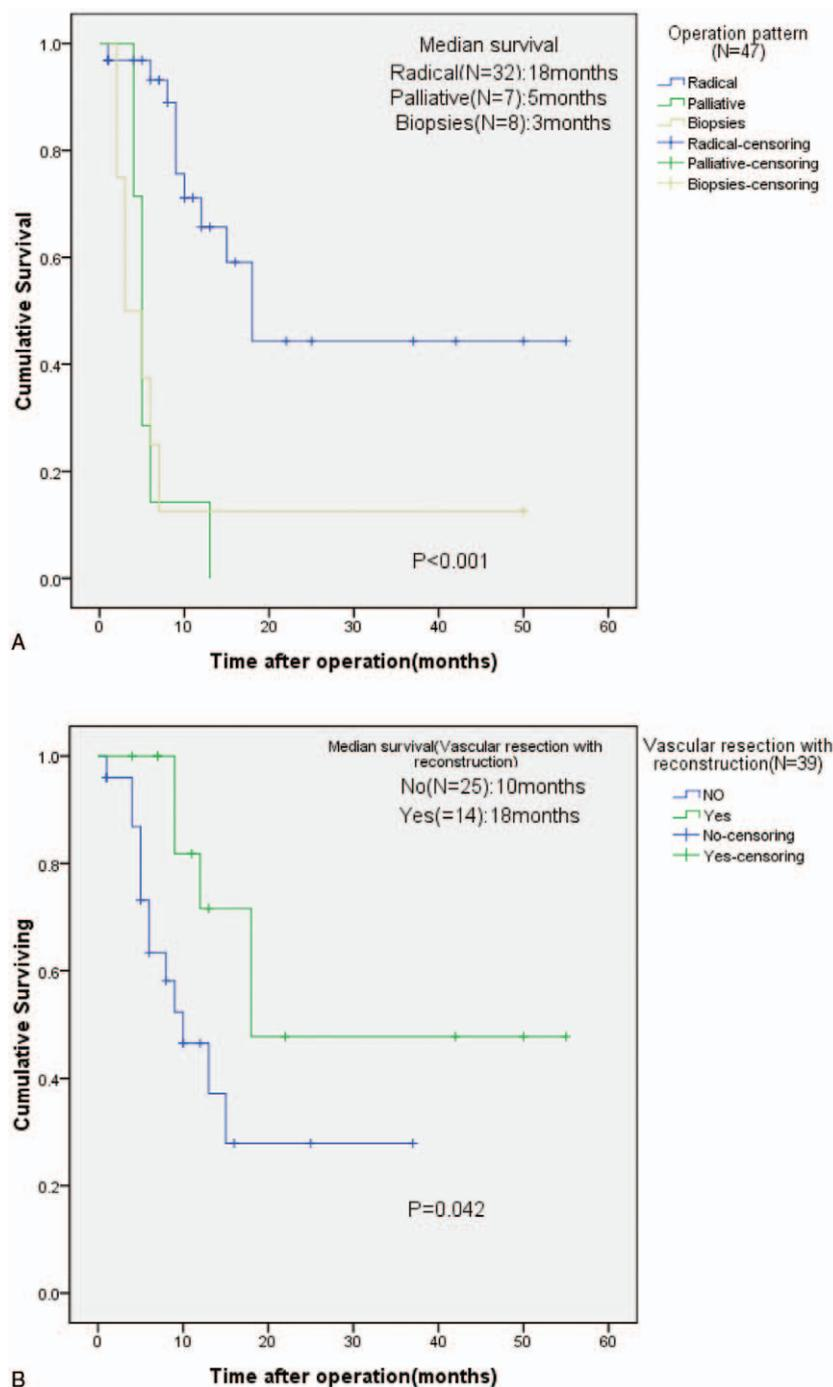 Operation pattern
(N=47)
Median survival
Radical(N=32):18months
Palliative(N=7):5months
Biopsies(N=8):3months
Radical
Palliative
Biopsies
Radical-censoring
Palliative-censoring
Biopsies-censoring
1.0
0.8
0.6
0.4
0.2
0.0
Cumulative Survival
P<0.001
0 10 20 30 40 50 60
A
Time after operation(months)
Median survival(Vascular resection with
reconstruction)
No(N=25):10months
Yes(=14):18months
Vascular resection with
reconstruction(N=39)
NO
Yes
No-censoring
Yes-censoring
1.0
0.8
0.6
0.4
0.2
0.0
Cumulative Surviving
P=0.042
0 10 20 30 40 50 60
Time after operation(months)
B